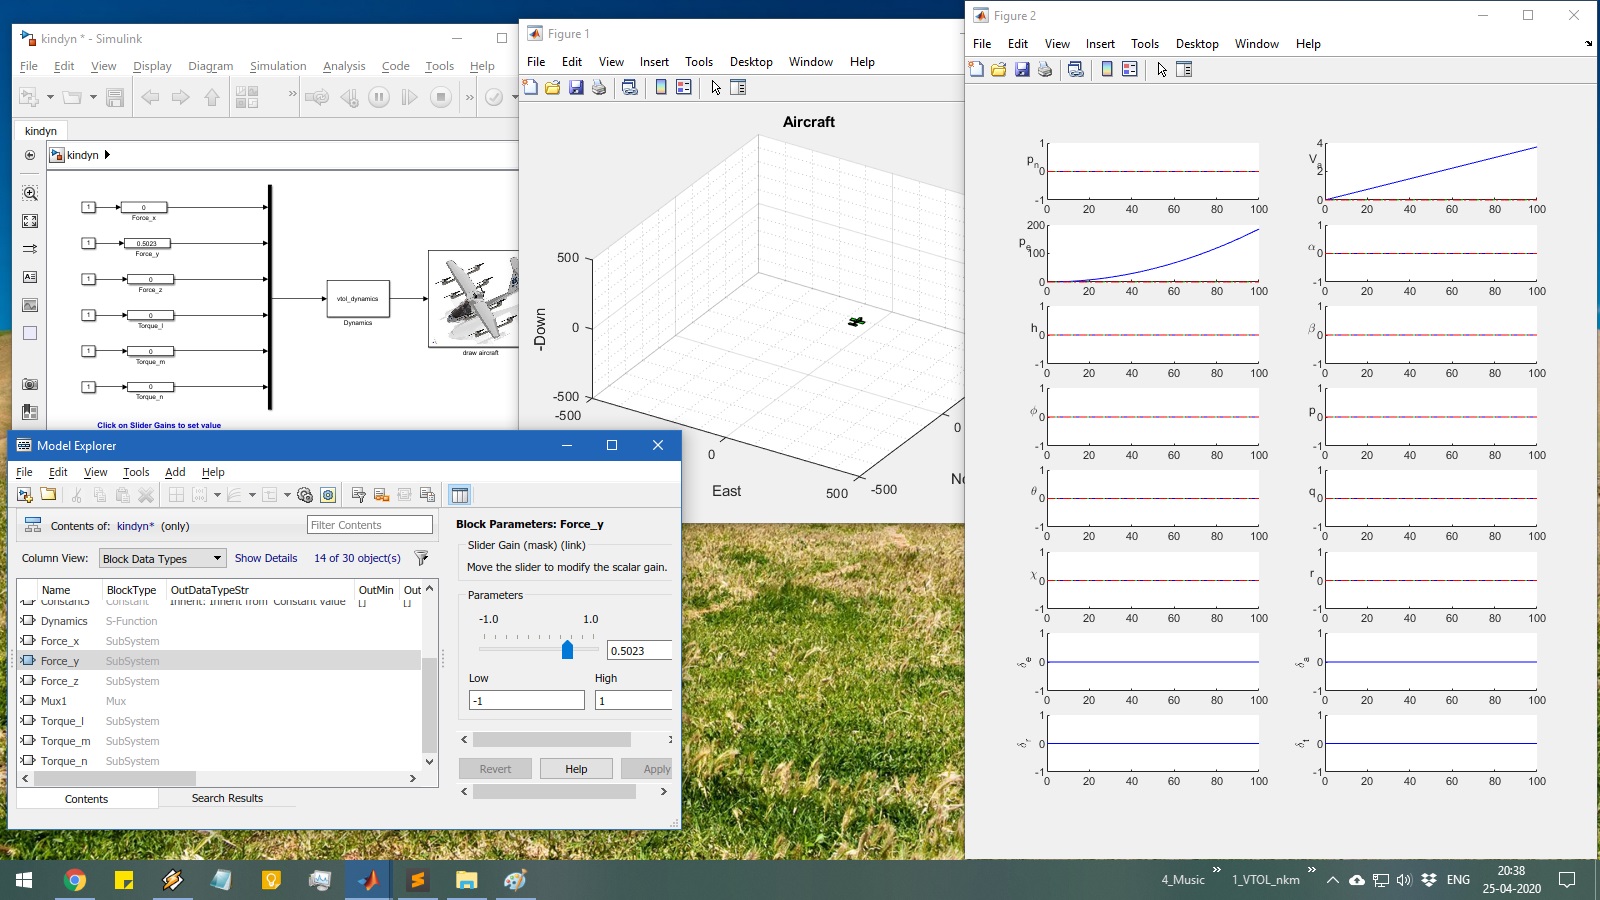 kindyn * - Simulink
File Edit View Display Diagram Simulation Analysis Code Tools Help
kindyn
kindyn
1 0
Force_x
1 0.5023
Force_y
1 0
Force_z
1 0
Torque_l
1 0
Torque_m
1 0
Torque_n
vtol_dynamics
Dynamics
draw aircraft
Click on Slider Gains to set value
Figure 1
File Edit View Insert Tools Desktop Window Help
Aircraft
500
0
-500
-Down
-500
0
500
East
-500
0
No
Figure 2
File Edit View Insert Tools Desktop Window Help
pn
1
0
-1
0 20 40 60 80 100
Va
4
2
0
0 20 40 60 80 100
pe
200
100
0
0 20 40 60 80 100
α
1
0
-1
0 20 40 60 80 100
h
1
0
-1
0 20 40 60 80 100
β
1
0
-1
0 20 40 60 80 100
φ
1
0
-1
0 20 40 60 80 100
p
1
0
-1
0 20 40 60 80 100
θ
1
0
-1
0 20 40 60 80 100
q
1
0
-1
0 20 40 60 80 100
χ
1
0
-1
0 20 40 60 80 100
r
1
0
-1
0 20 40 60 80 100
δe
1
0
-1
0 20 40 60 80 100
δa
1
0
-1
0 20 40 60 80 100
δr
1
0
-1
0 20 40 60 80 100
δt
1
0
-1
0 20 40 60 80 100
Model Explorer
File Edit View Tools Add Help
Contents of: kindyn* (only)
Filter Contents
Column View: Block Data Types Show Details 14 of 30 object(s)
Name BlockType OutDataTypeStr OutMin Out
Constant5 Constant Inherit: Inherit from 'Constant value' [] []
Dynamics S-Function
Force_x SubSystem
Force_y SubSystem
Force_z SubSystem
Mux1 Mux
Torque_l SubSystem
Torque_m SubSystem
Torque_n SubSystem
Contents Search Results
Block Parameters: Force_y
Slider Gain (mask) (link)
Move the slider to modify the scalar gain.
Parameters
-1.0 1.0
0.5023
Low High
-1 1
Revert Help Apply
4_Music » 1_VTOL_nkm » ENG
20:38
25-04-2020